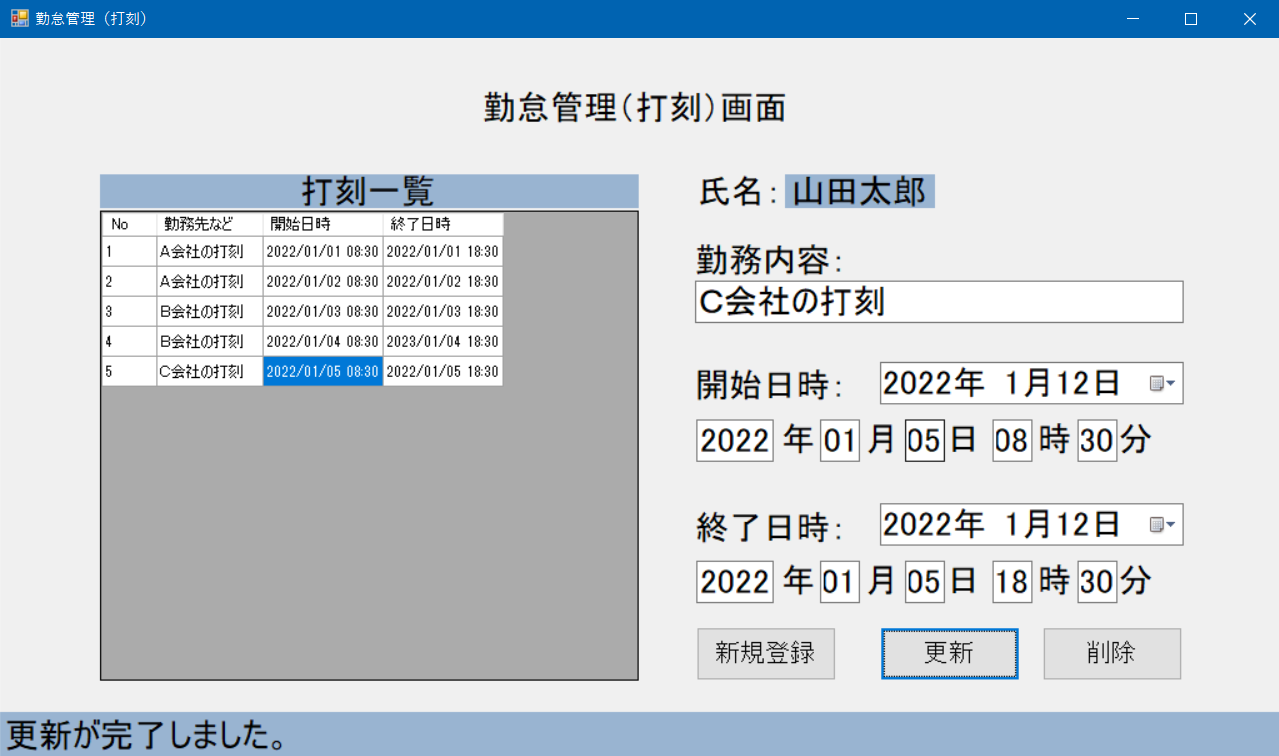 勤怠管理（打刻）
勤怠管理（打刻）画面
打刻一覧
No 勤務先など 開始日時 終了日時
1 A会社の打刻 2022/01/01 08:30 2022/01/01 18:30
2 A会社の打刻 2022/01/02 08:30 2022/01/02 18:30
3 B会社の打刻 2022/01/03 08:30 2022/01/03 18:30
4 B会社の打刻 2022/01/04 08:30 2023/01/04 18:30
5 C会社の打刻 2022/01/05 08:30 2022/01/05 18:30
氏名：山田太郎
勤務内容：
C会社の打刻
開始日時： 2022年 1月12日
2022 年 01 月 05 日 08 時 30 分
終了日時： 2022年 1月12日
2022 年 01 月 05 日 18 時 30 分
新規登録 更新 削除
更新が完了しました。